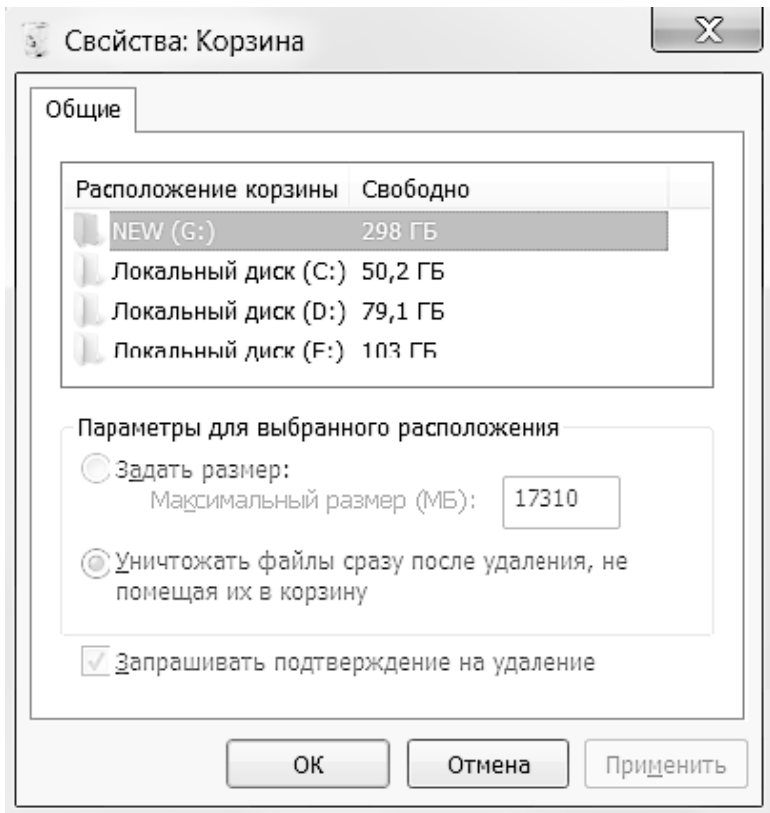 Свойства: Корзина
Общие
Расположение корзины Свободно
NEW (G:) 298 ГБ
Локальный диск (C:) 50,2 ГБ
Локальный диск (D:) 79,1 ГБ
Локальный диск (E:) 103 ГБ
Параметры для выбранного расположения
Задать размер:
Максимальный размер (МБ): 17310
Уничтожать файлы сразу после удаления, не
помещая их в корзину
Запрашивать подтверждение на удаление
ОК Отмена Применить